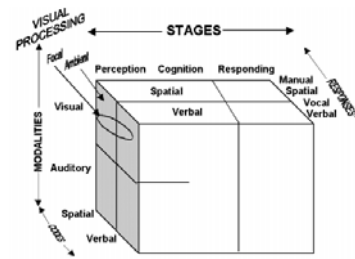 VISUAL
PROCESSING
STAGES
Focal
Ambient
Perception Cognition Responding
RESPONSES
Manual
Spatial
Vocal
Verbal
Spatial
Verbal
Visual
MODALITIES
Auditory
Spatial
Verbal
CODES